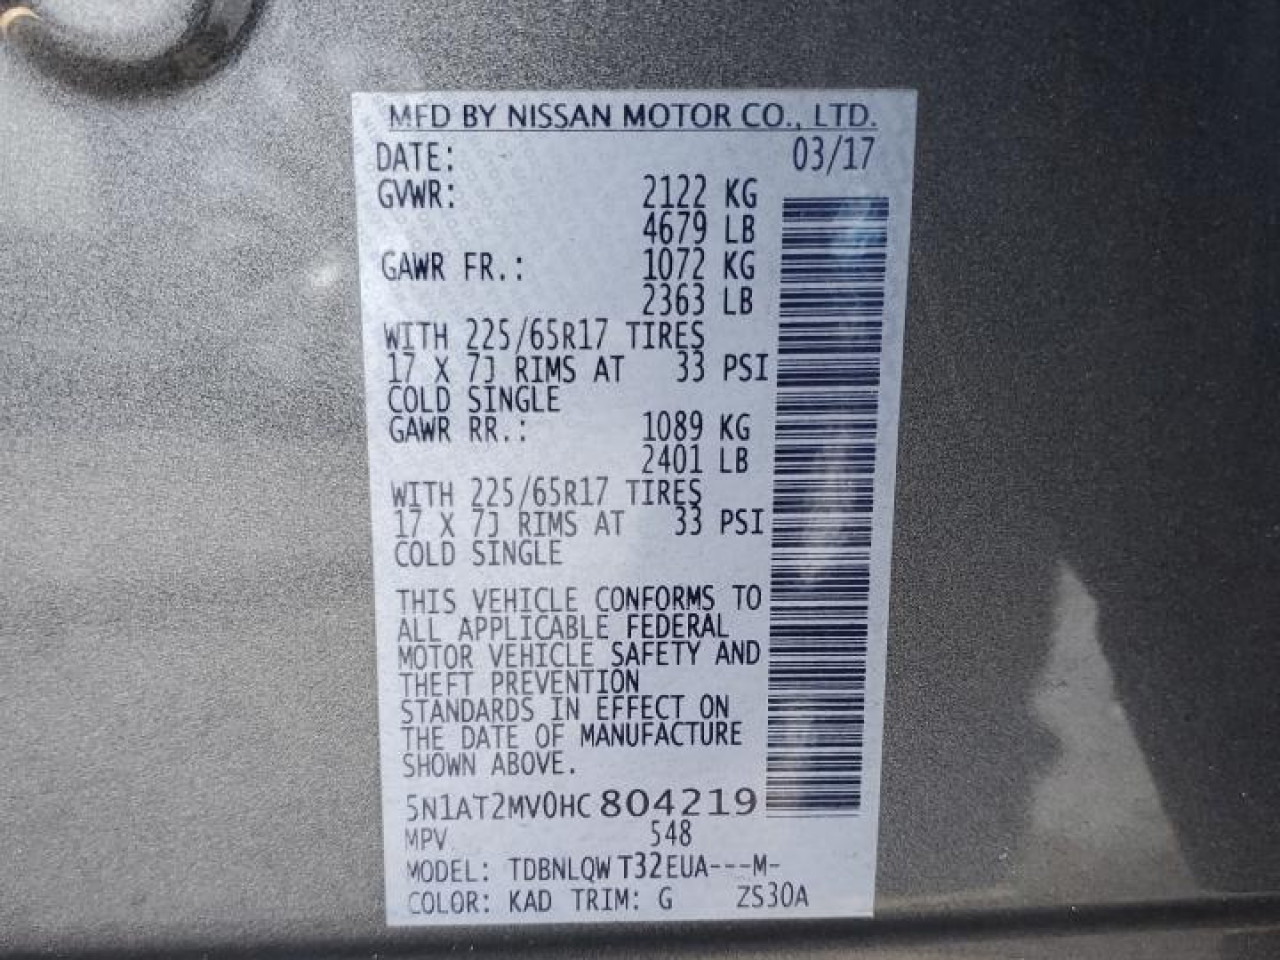 MFD BY NISSAN MOTOR CO., LTD.
DATE: 03/17
GVWR: 2122 KG
4679 LB
GAWR FR.: 1072 KG
2363 LB
WITH 225/65R17 TIRES
17 X 7J RIMS AT 33 PSI
COLD SINGLE
GAWR RR.: 1089 KG
2401 LB
WITH 225/65R17 TIRES
17 X 7J RIMS AT 33 PSI
COLD SINGLE
THIS VEHICLE CONFORMS TO
ALL APPLICABLE FEDERAL
MOTOR VEHICLE SAFETY AND
THEFT PREVENTION
STANDARDS IN EFFECT ON
THE DATE OF MANUFACTURE
SHOWN ABOVE.
5N1AT2MV0HC804219
MPV 548
MODEL: TDBNLQW T32EUA---M-
COLOR: KAD TRIM: G ZS30A